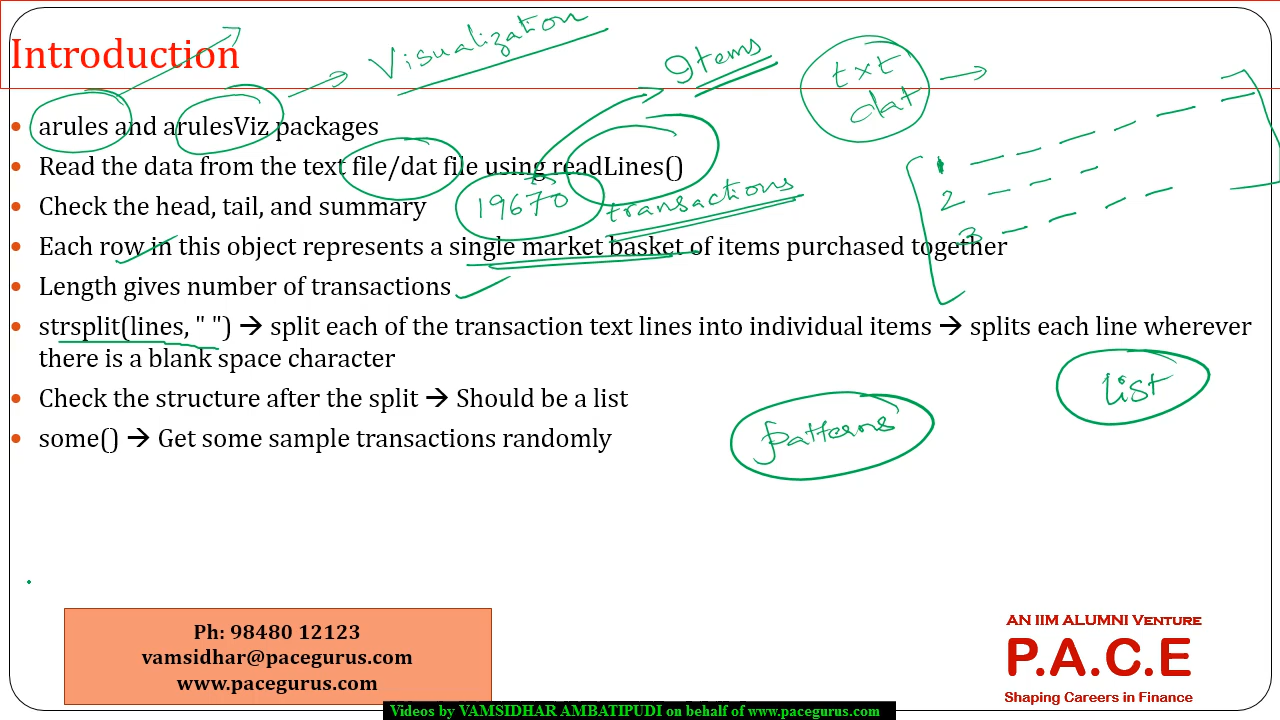 Introduction
Visualization
Items
txt
dat
• arules and arulesViz packages
• Read the data from the text file/dat file using readLines()
1
2
3
19670
transactions
• Check the head, tail, and summary
• Each row in this object represents a single market basket of items purchased together
• Length gives number of transactions
• strsplit(lines, " ") → split each of the transaction text lines into individual items → splits each line wherever
there is a blank space character
list
• Check the structure after the split → Should be a list
patterns
• some() → Get some sample transactions randomly
Ph: 98480 12123
vamsidhar@pacegurus.com
www.pacegurus.com
AN IIM ALUMNI VENTURE
P.A.C.E
Shaping Careers in Finance
Videos by VAMSIDHAR AMBATIPUDI on behalf of www.pacegurus.com